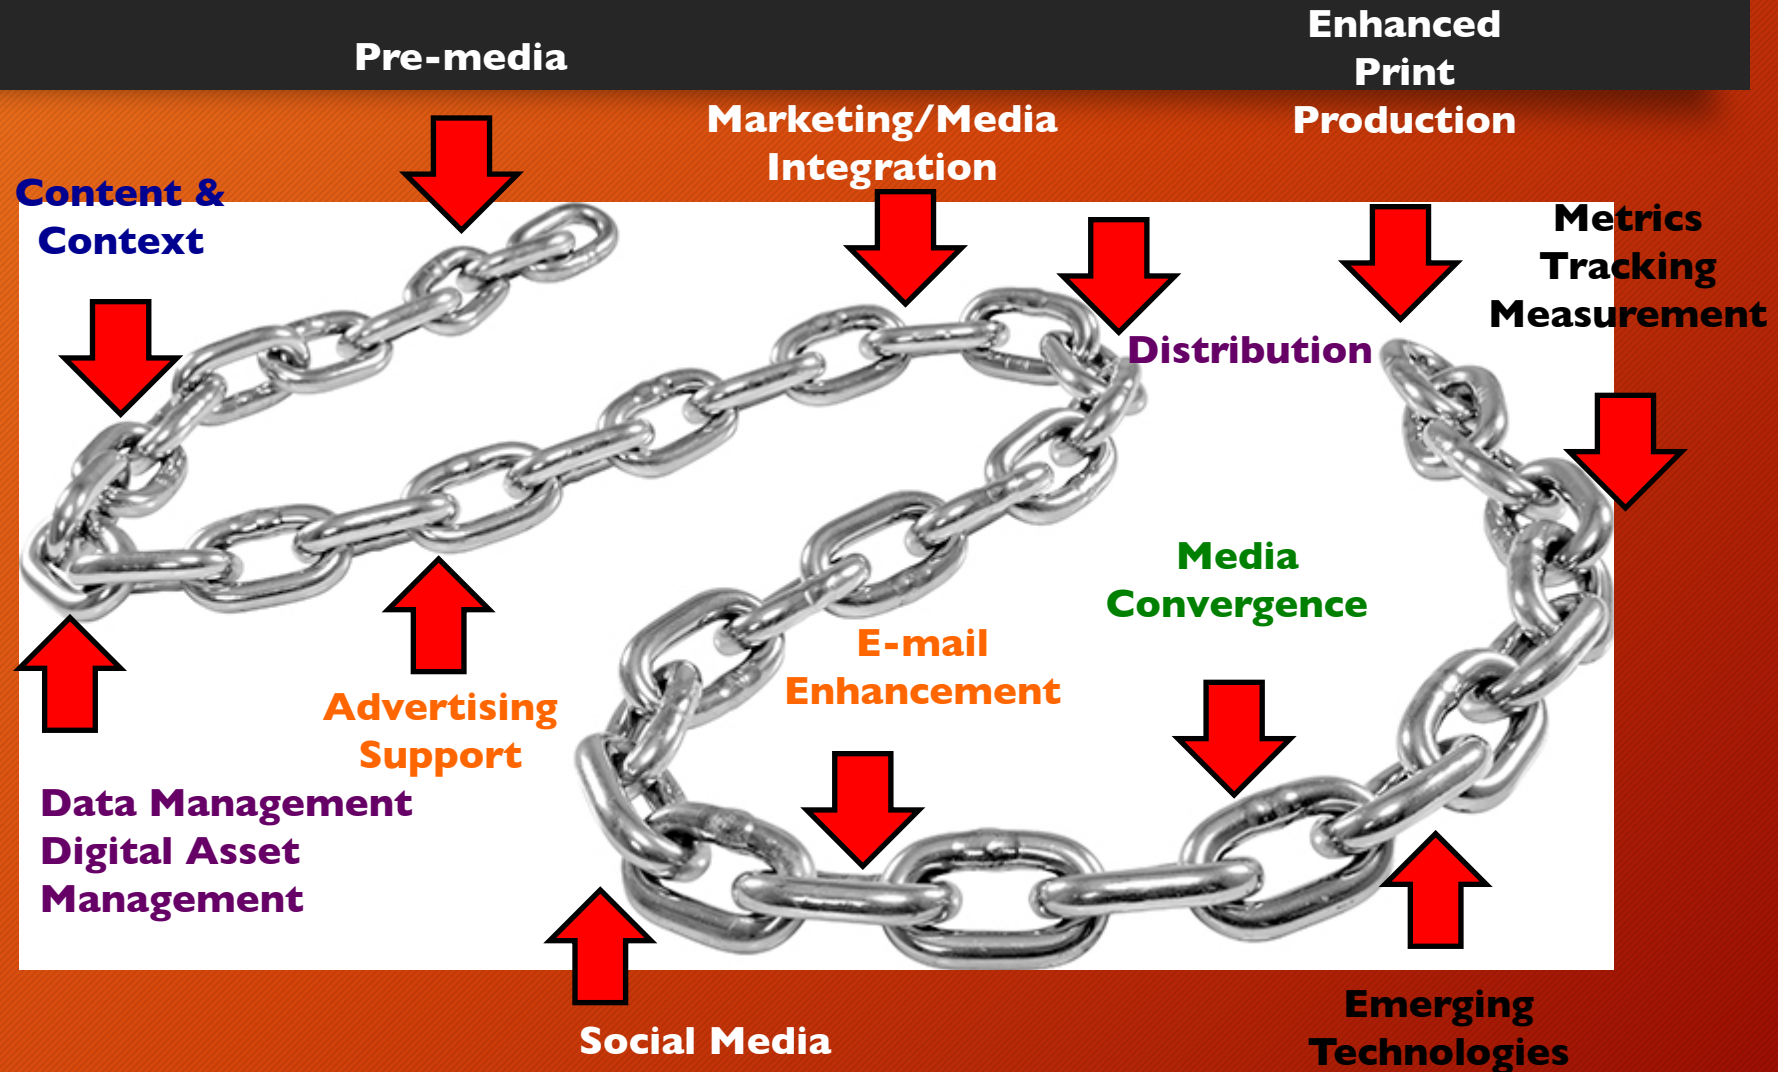 Pre-media
Enhanced
Print
Production
Marketing/Media
Integration
Content &
Context
Metrics
Tracking
Measurement
Distribution
Media
Convergence
E-mail
Enhancement
Advertising
Support
Data Management
Digital Asset
Management
Social Media
Emerging
Technologies